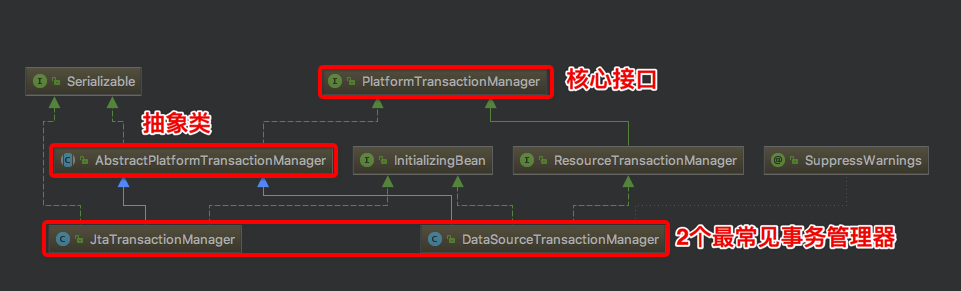 Serializable
PlatformTransactionManager
核心接口
抽象类
AbstractPlatformTransactionManager
InitializingBean
ResourceTransactionManager
SuppressWarnings
JtaTransactionManager
DataSourceTransactionManager
2个最常见事务管理器